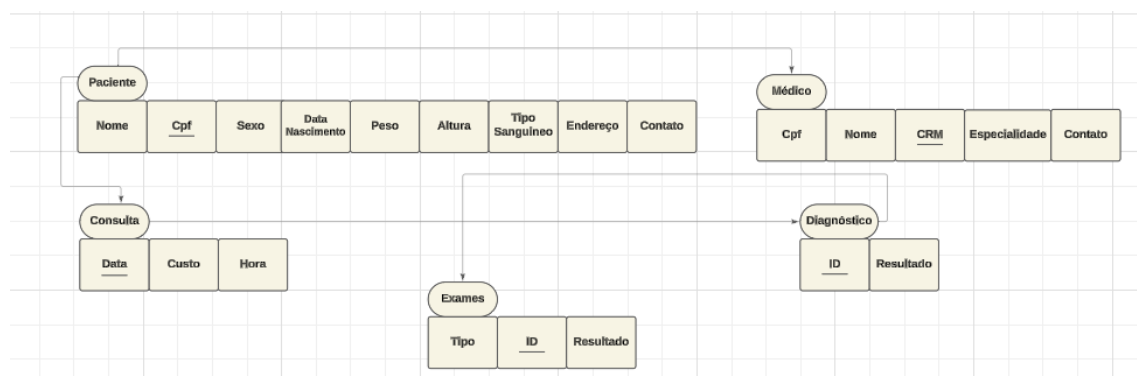 Paciente
Nome Cpf Sexo Data Nascimento Peso Altura Tipo Sanguineo Endereço Contato
Médico
Cpf Nome CRM Especialidade Contato
Consulta
Data Custo Hora
Diagnóstico
ID Resultado
Exames
Tipo ID Resultado